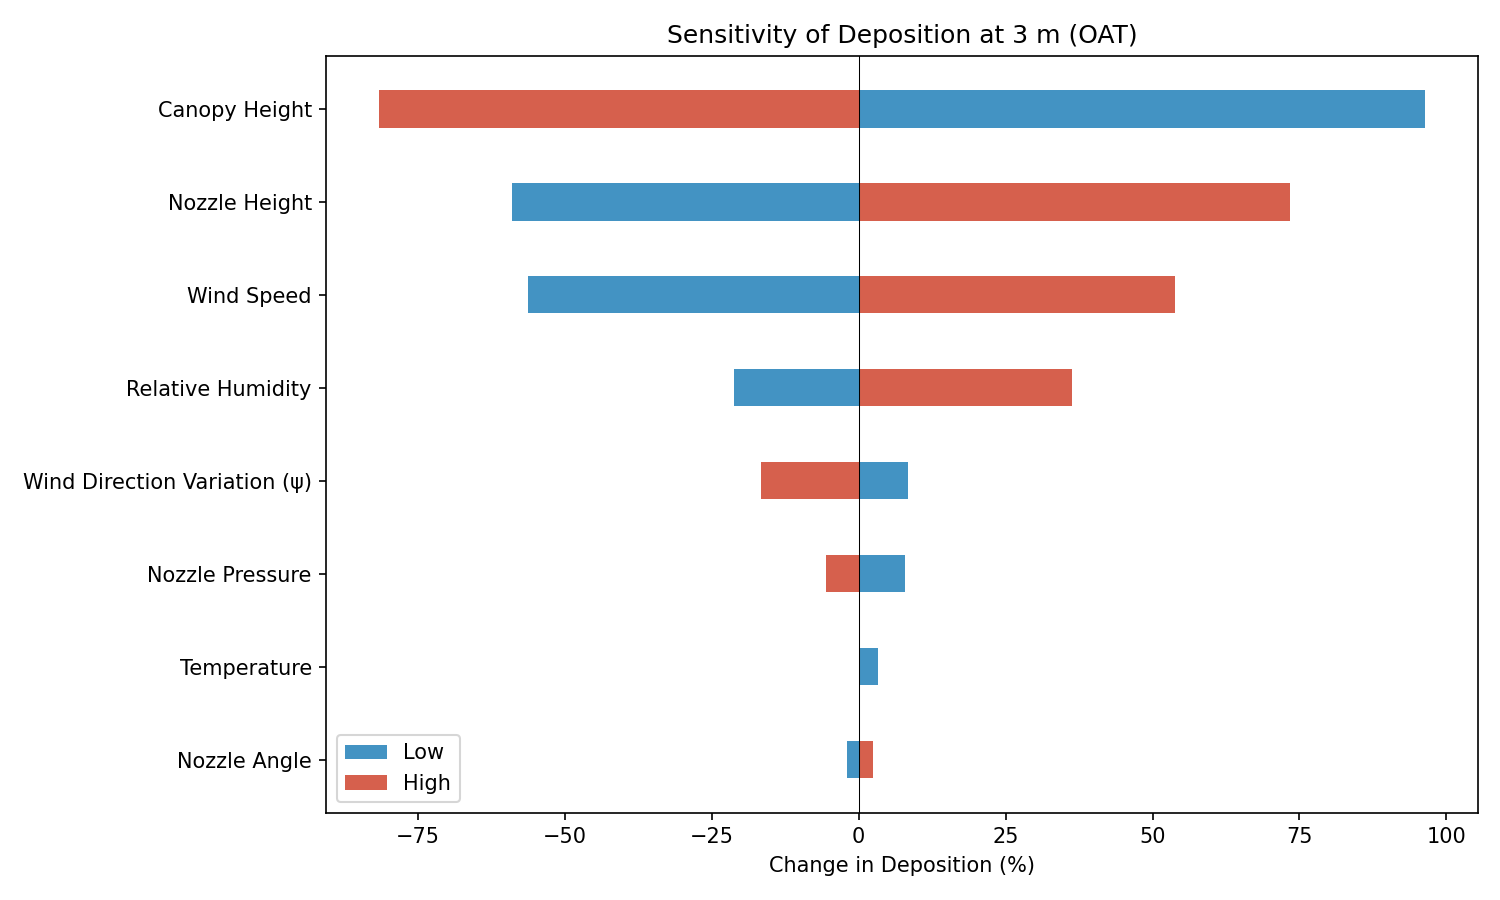 Sensitivity of Deposition at 3 m (OAT)
Canopy Height
Nozzle Height
Wind Speed
Relative Humidity
Wind Direction Variation (ψ)
Nozzle Pressure
Temperature
Nozzle Angle
Low
High
−75 −50 −25 0 25 50 75 100
Change in Deposition (%)